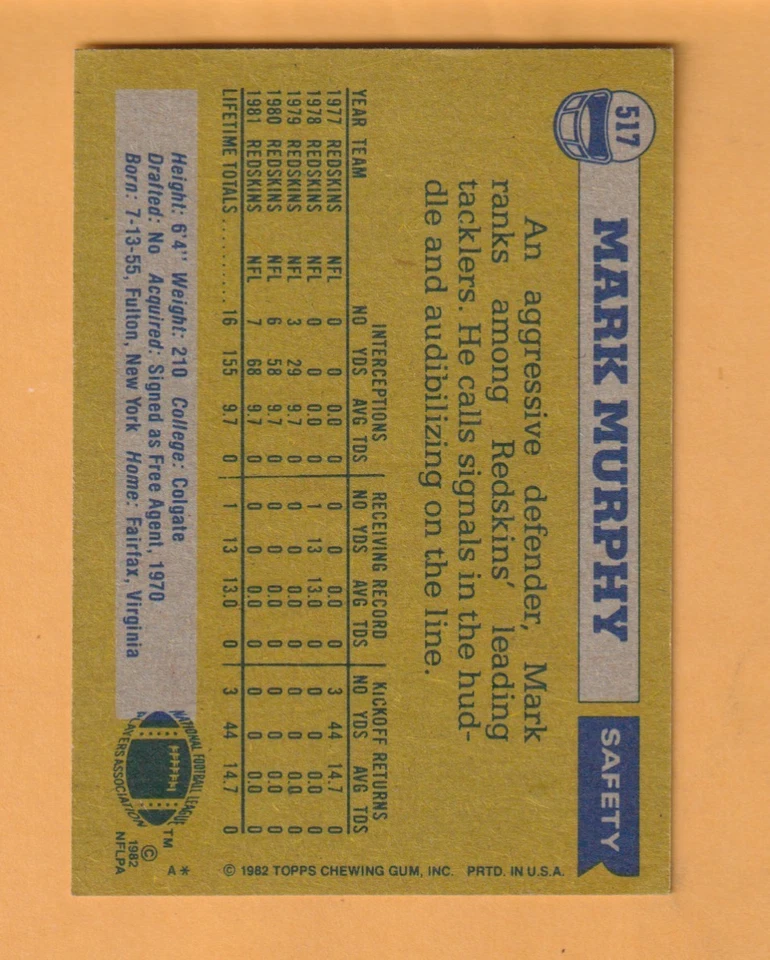 517 MARK MURPHY SAFETY
An aggressive defender, Mark
ranks among Redskins' leading
tacklers. He calls signals in the hud-
dle and audibilizing on the line.
INTERCEPTIONS RECEIVING RECORD KICKOFF RETURNS
YEAR TEAM NO YDS AVG TDS NO YDS AVG TDS NO YDS AVG TDS
1977 REDSKINS NFL 0 0 0.0 0 0 0 0.0 0 3 44 14.7 0
1978 REDSKINS NFL 0 0 0.0 0 1 13 13.0 0 0 0 0.0 0
1979 REDSKINS NFL 3 29 9.7 0 0 0 0.0 0 0 0 0.0 0
1980 REDSKINS NFL 6 58 9.7 0 0 0 0.0 0 0 0 0.0 0
1981 REDSKINS NFL 7 68 9.7 0 0 0 0.0 0 0 0 0.0 0
LIFETIME TOTALS.......... 16 155 9.7 0 1 13 13.0 0 3 44 14.7 0
Height: 6'4" Weight: 210 College: Colgate
Drafted: No Acquired: Signed as Free Agent, 1970
Born: 7-13-55, Fulton, New York Home: Fairfax, Virginia
NATIONAL FOOTBALL LEAGUE
PLAYERS ASSOCIATION
TM
© 1982
NFLPA
A*
© 1982 TOPPS CHEWING GUM, INC. PRTD. IN U.S.A.